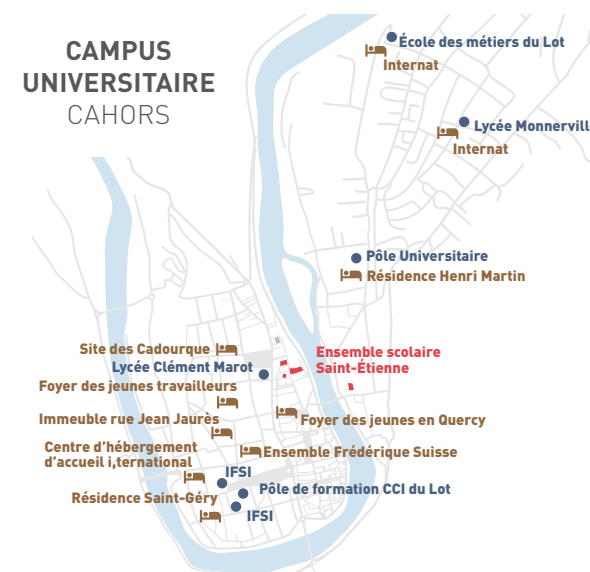 CAMPUS
UNIVERSITAIRE
CAHORS
École des métiers du Lot
Internat
Lycée Monnervill
Internat
Pôle Universitaire
Résidence Henri Martin
Site des Cadourque
Ensemble scolaire
Saint-Étienne
Lycée Clément Marot
Foyer des jeunes travailleurs
Immeuble rue Jean Jaurès
Foyer des jeunes en Quercy
Centre d'hébergement
d'accueil i,ternational
Ensemble Frédérique Suisse
IFSI
Pôle de formation CCI du Lot
Résidence Saint-Géry
IFSI